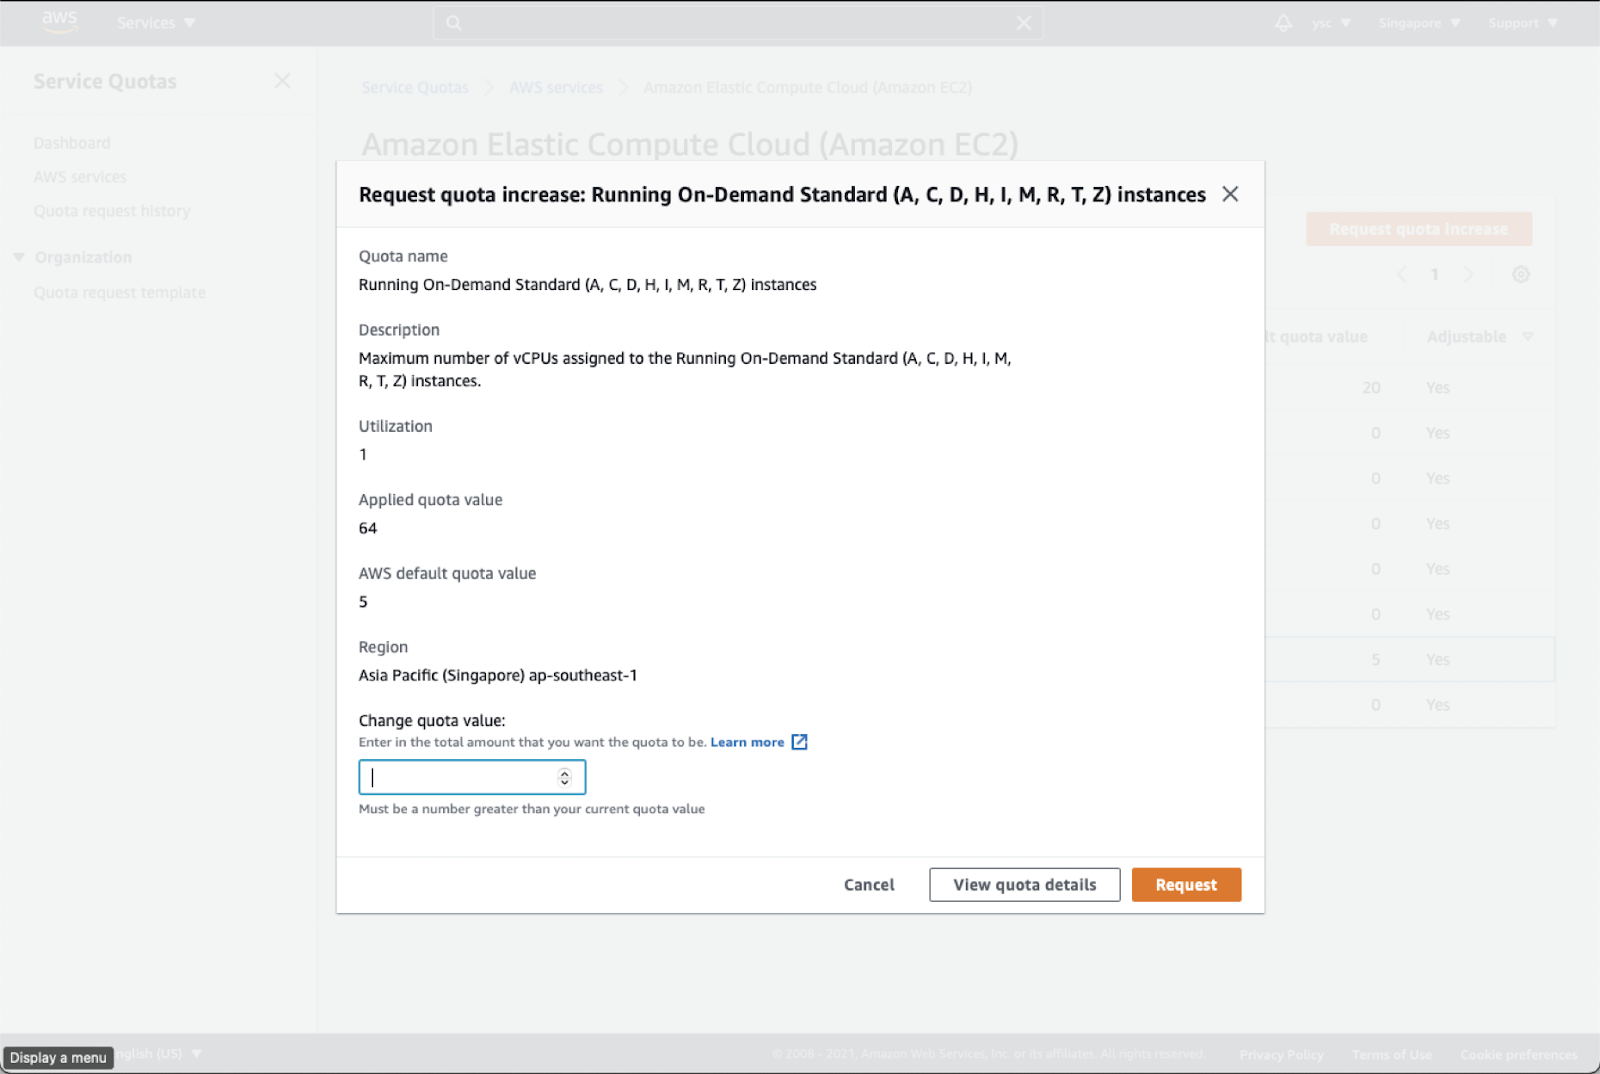 aws
Services
ysc
Singapore
Support
Service Quotas
Dashboard
AWS services
Quota request history
Organization
Quota request template
Service Quotas
AWS services
Amazon Elastic Compute Cloud (Amazon EC2)
Amazon Elastic Compute Cloud (Amazon EC2)
Request quota increase
1
lt quota value
Adjustable
20 Yes
0 Yes
0 Yes
0 Yes
0 Yes
0 Yes
5 Yes
0 Yes
Request quota increase: Running On-Demand Standard (A, C, D, H, I, M, R, T, Z) instances
Quota name
Running On-Demand Standard (A, C, D, H, I, M, R, T, Z) instances
Description
Maximum number of vCPUs assigned to the Running On-Demand Standard (A, C, D, H, I, M,
R, T, Z) instances.
Utilization
1
Applied quota value
64
AWS default quota value
5
Region
Asia Pacific (Singapore) ap-southeast-1
Change quota value:
Enter in the total amount that you want the quota to be. Learn more
Must be a number greater than your current quota value
Cancel
View quota details
Request
Display a menu
nglish (US)
© 2008 - 2021, Amazon Web Services, Inc. or its affiliates. All rights reserved.
Privacy Policy
Terms of Use
Cookie preferences